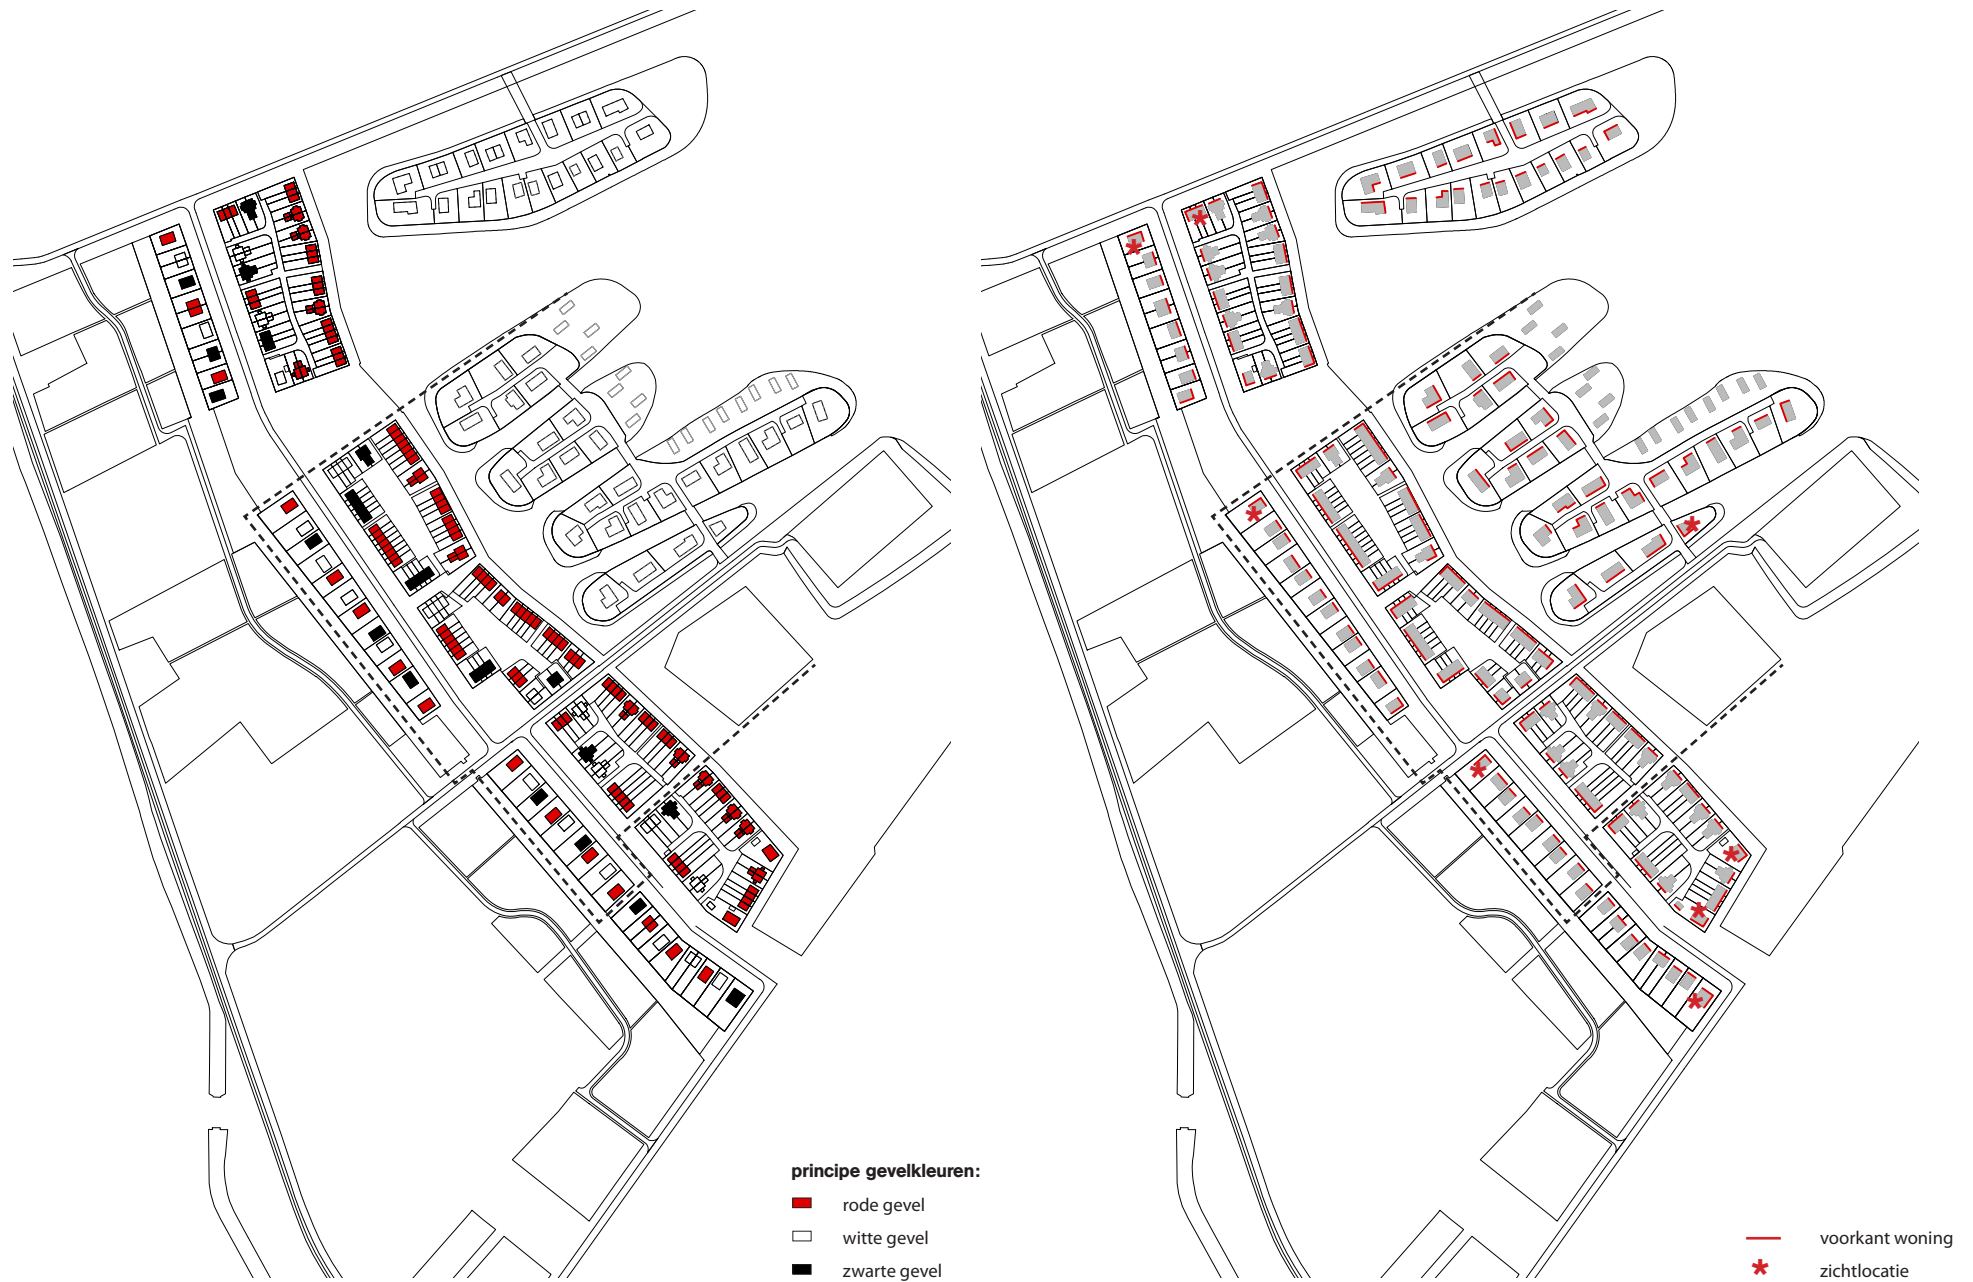 principe gevelkleuren:
rode gevel
witte gevel
zwarte gevel
voorkant woning
zichtlocatie